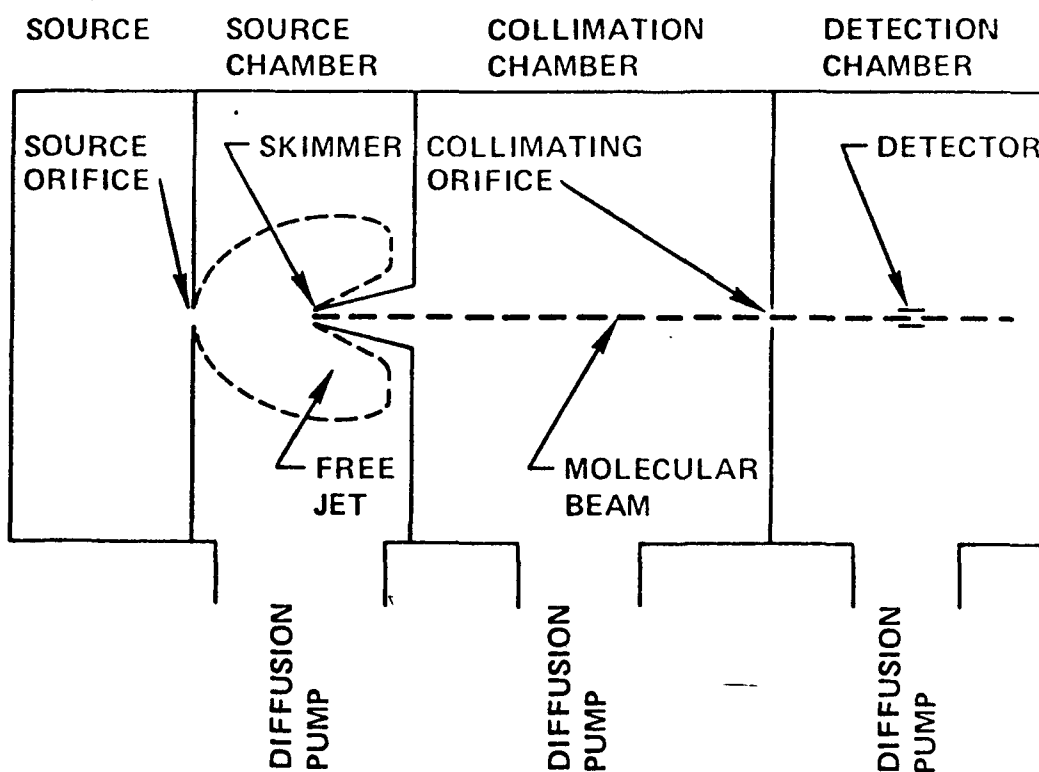 SOURCE
SOURCE
CHAMBER
COLLIMATION
CHAMBER
DETECTION
CHAMBER
SOURCE
ORIFICE
SKIMMER
COLLIMATING
ORIFICE
DETECTOR
FREE
JET
MOLECULAR
BEAM
DIFFUSION
PUMP
DIFFUSION
PUMP
DIFFUSION
PUMP